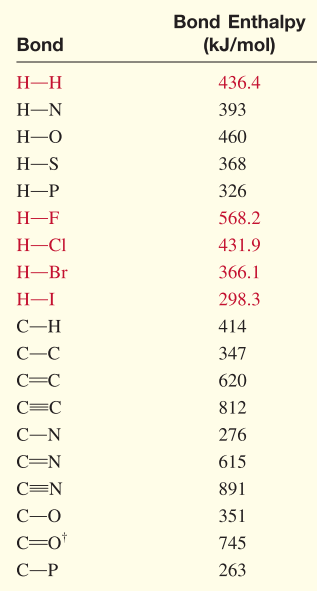 Bond Enthalpy
Bond (kJ/mol)
H—H 436.4
H—N 393
H—O 460
H—S 368
H—P 326
H—F 568.2
H—Cl 431.9
H—Br 366.1
H—I 298.3
C—H 414
C—C 347
C=C 620
C≡C 812
C—N 276
C=N 615
C≡N 891
C—O 351
C=O† 745
C—P 263